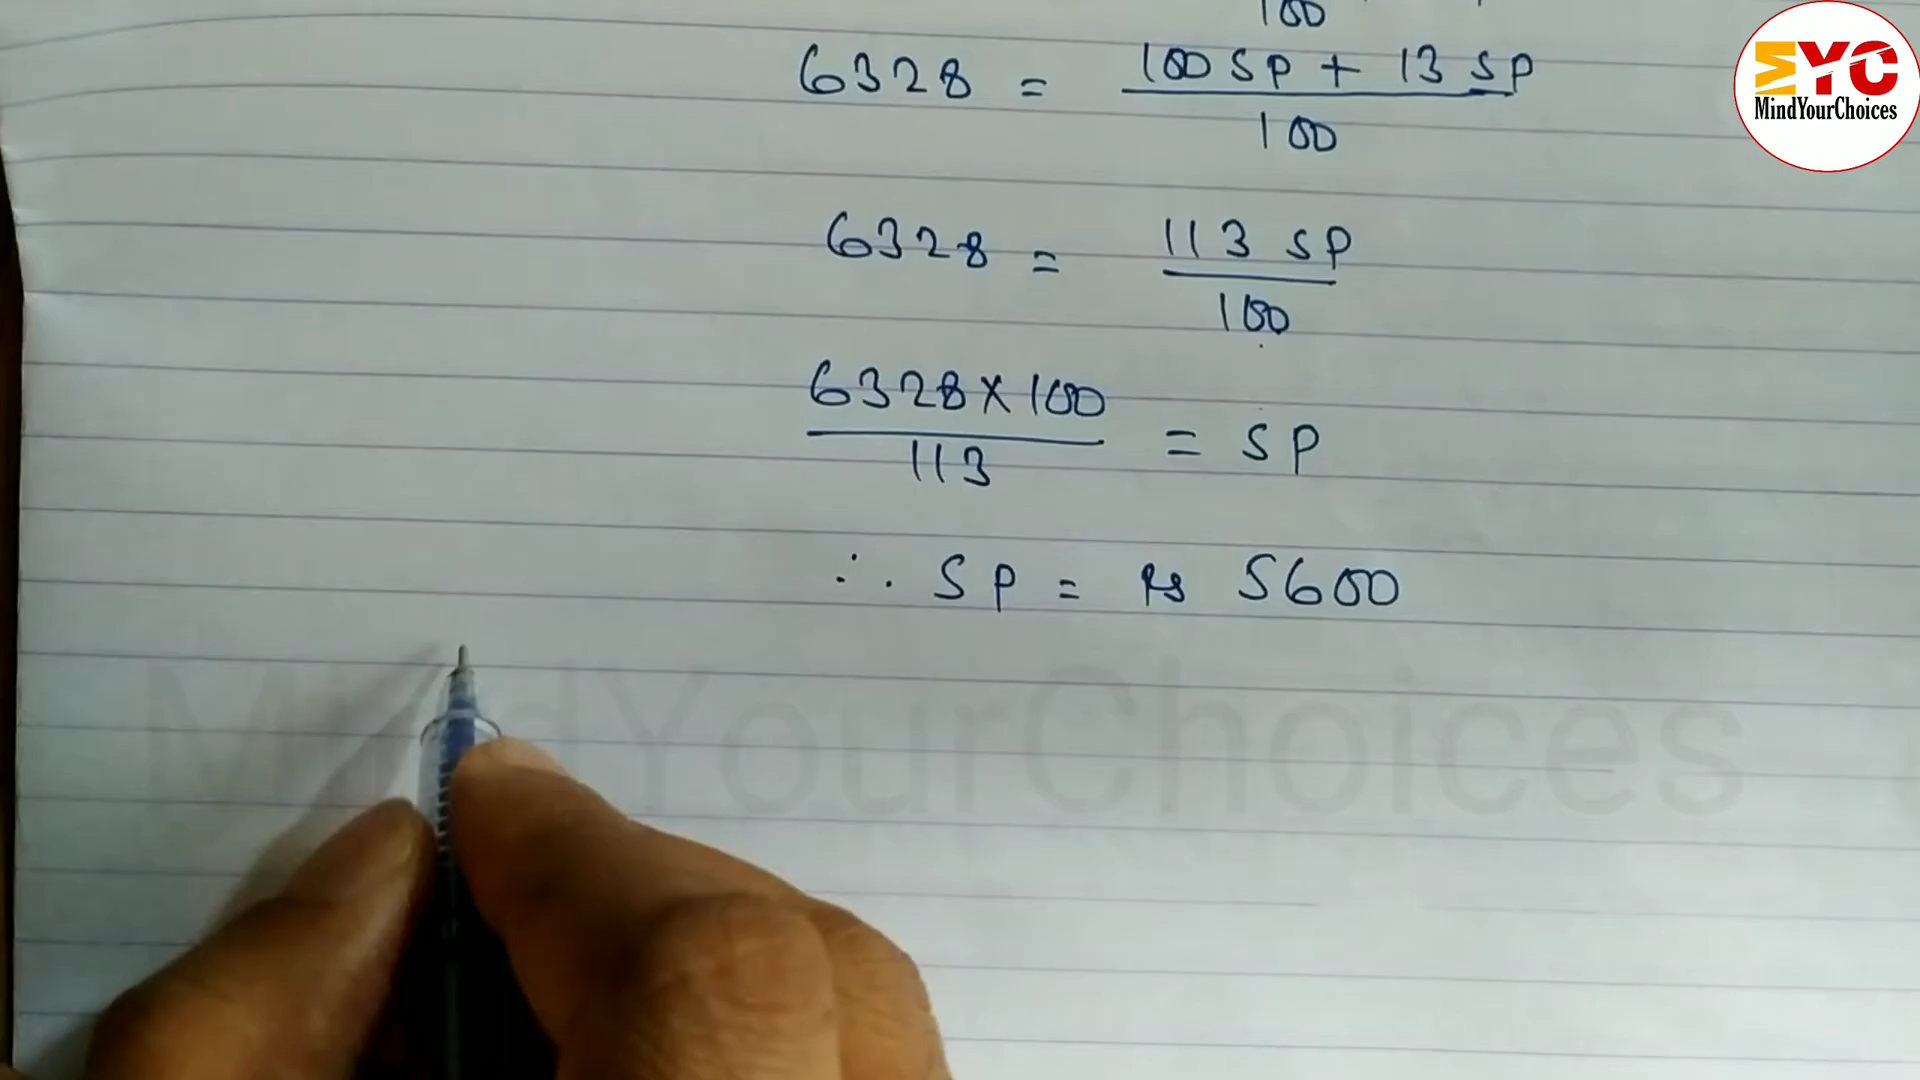 100
6328 = 100 SP + 13 SP
100
6328 = 113 SP
100
6328 × 100
113
= SP
∴ SP = Rs 5600
MYC
MindYourChoices
MindYourChoices